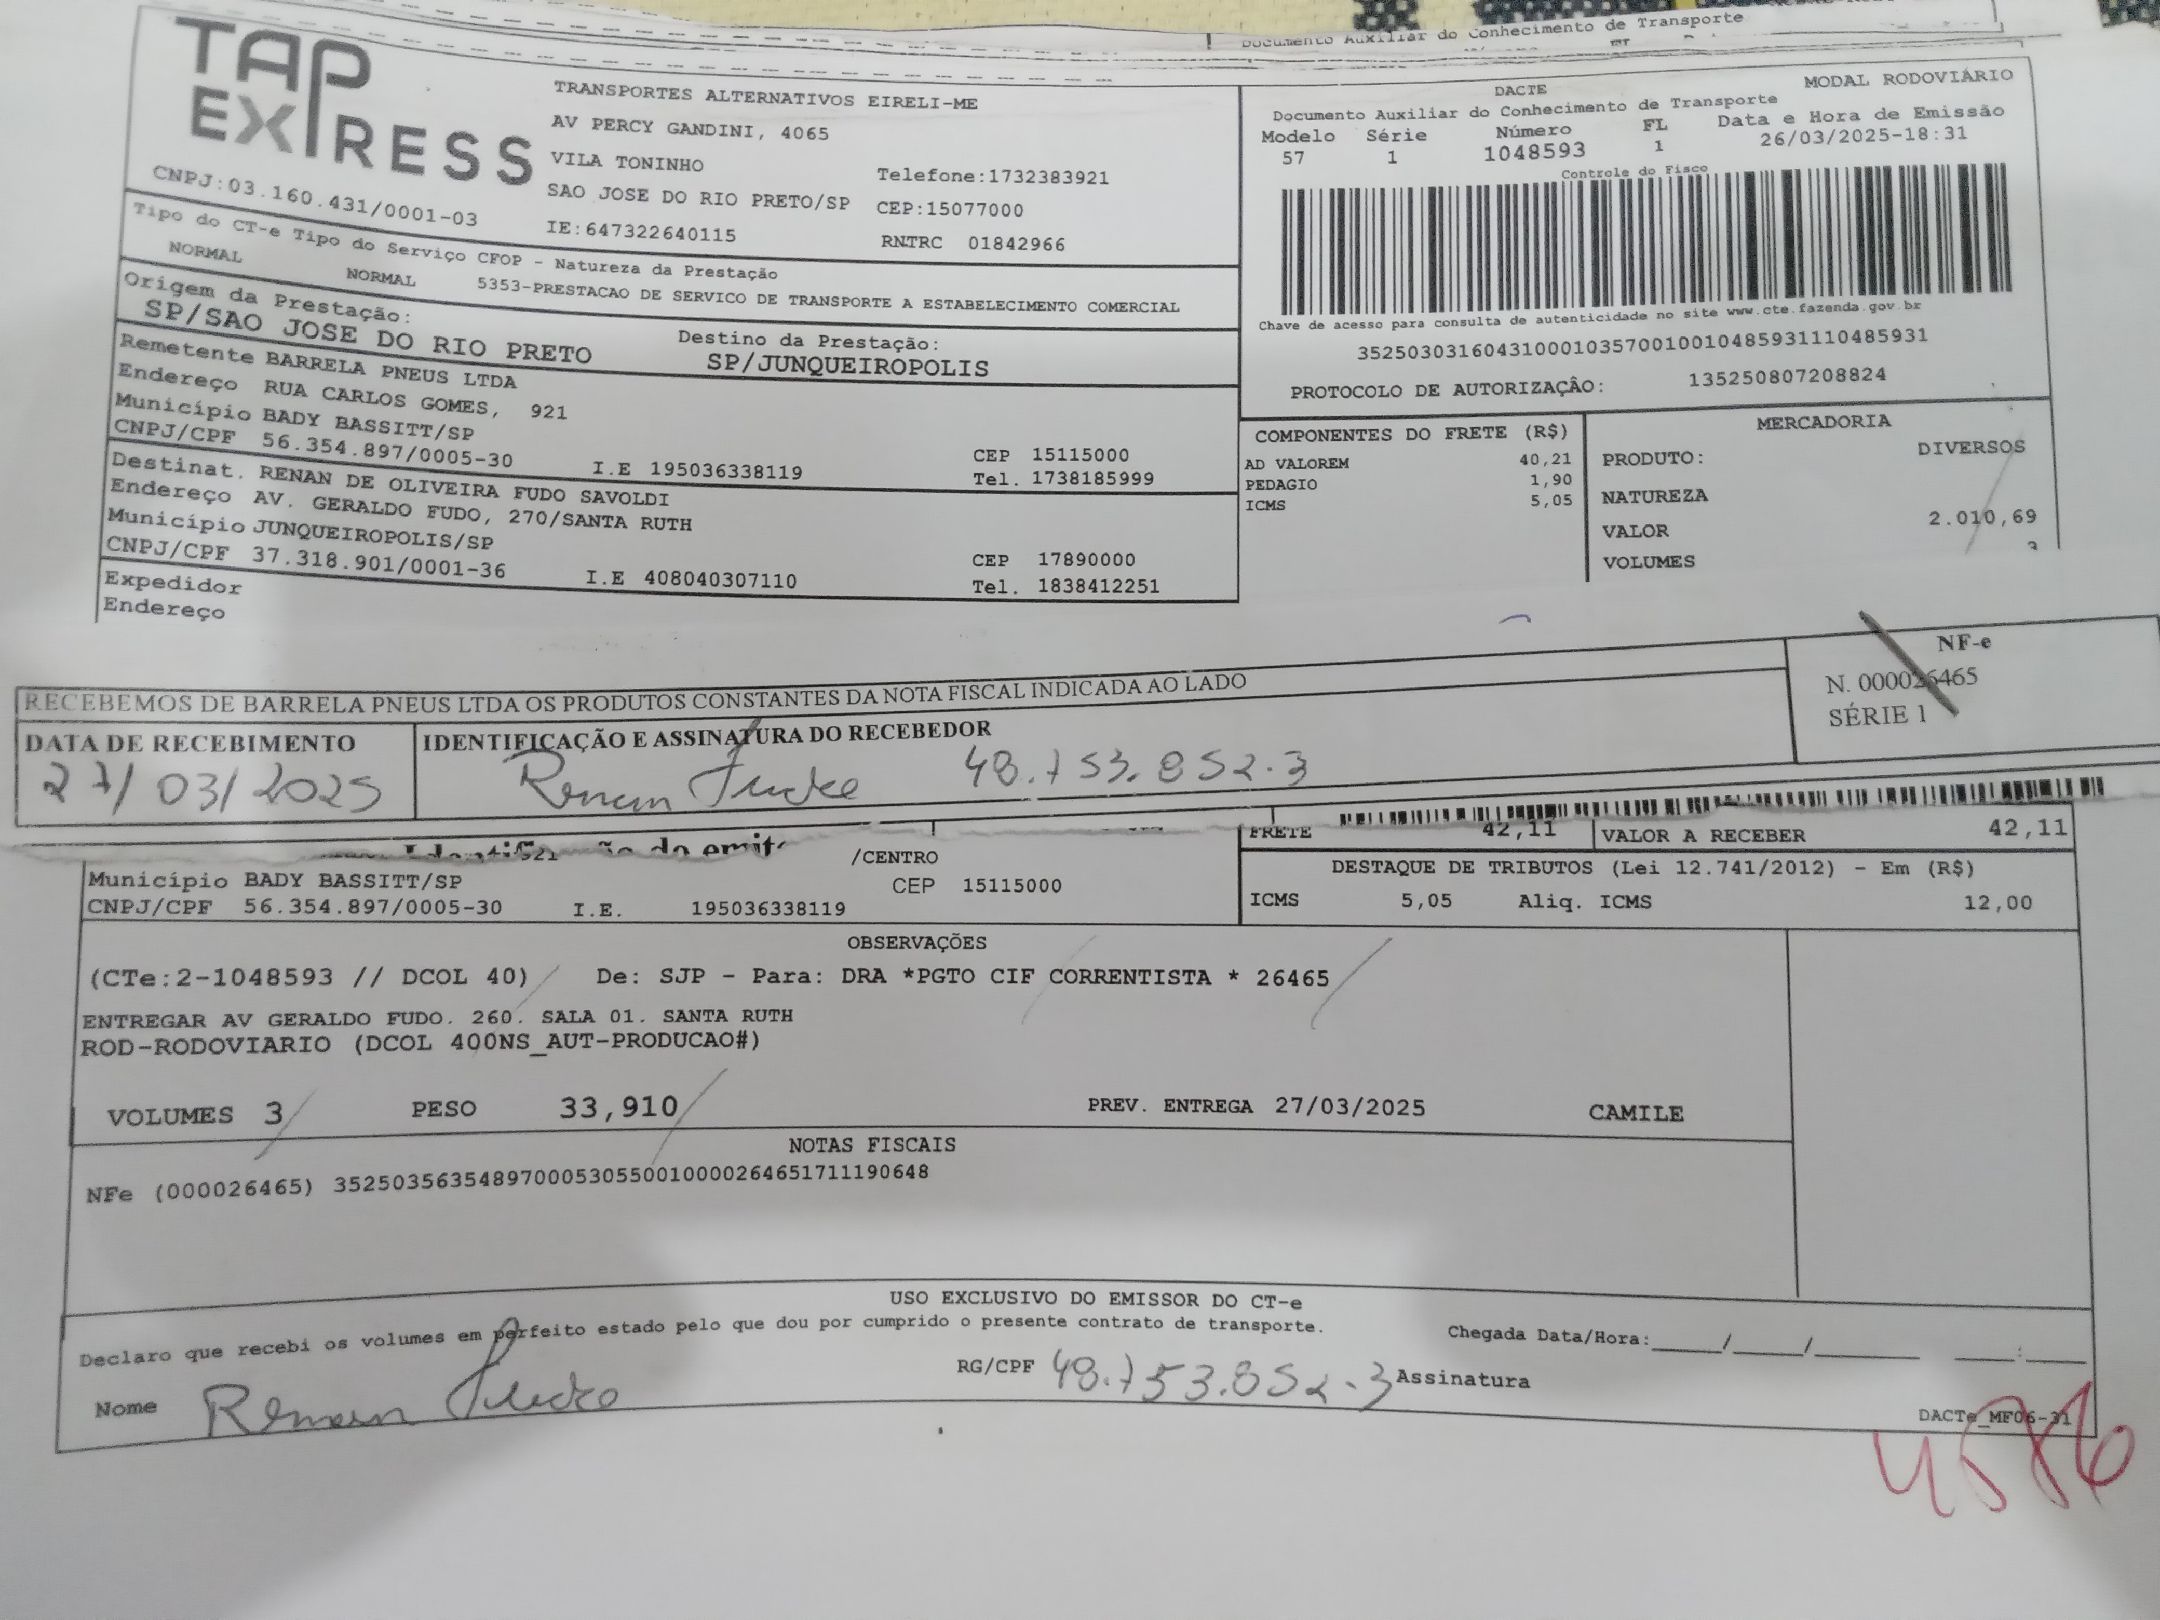 Documento Auxiliar do Conhecimento de Transporte
TAP
EXPRESS
CNPJ:03.160.431/0001-03
TRANSPORTES ALTERNATIVOS EIRELI-ME
AV PERCY GANDINI, 4065
VILA TONINHO
Telefone:1732383921
SAO JOSE DO RIO PRETO/SP CEP:15077000
IE:647322640115 RNTRC 01842966
DACTE MODAL RODOVIÁRIO
Documento Auxiliar do Conhecimento de Transporte
Modelo Série Número FL Data e Hora de Emissão
57 1 1048593 1 26/03/2025-18:31
Controle do Fisco
Chave de acesso para consulta de autenticidade no site www.cte.fazenda.gov.br
35250303160431000103570010010485931110485931
PROTOCOLO DE AUTORIZAÇÂO: 135250807208824
Tipo do CT-e Tipo do Serviço CFOP - Natureza da Prestação
NORMAL NORMAL 5353-PRESTACAO DE SERVICO DE TRANSPORTE A ESTABELECIMENTO COMERCIAL
Origem da Prestação: Destino da Prestação:
SP/SAO JOSE DO RIO PRETO SP/JUNQUEIROPOLIS
Remetente BARRELA PNEUS LTDA
Endereço RUA CARLOS GOMES, 921
Município BADY BASSITT/SP CEP 15115000
CNPJ/CPF 56.354.897/0005-30 I.E 195036338119 Tel. 1738185999
Destinat. RENAN DE OLIVEIRA FUDO SAVOLDI
Endereço AV. GERALDO FUDO, 270/SANTA RUTH
Município JUNQUEIROPOLIS/SP CEP 17890000
CNPJ/CPF 37.318.901/0001-36 I.E 408040307110 Tel. 1838412251
Expedidor
Endereço
COMPONENTES DO FRETE (R$)
AD VALOREM 40,21
PEDAGIO 1,90
ICMS 5,05
MERCADORIA
PRODUTO: DIVERSOS
NATUREZA
VALOR 2.010,69
VOLUMES
RECEBEMOS DE BARRELA PNEUS LTDA OS PRODUTOS CONSTANTES DA NOTA FISCAL INDICADA AO LADO
NF-e
N. 000026465
SÉRIE 1
DATA DE RECEBIMENTO IDENTIFICAÇÃO E ASSINATURA DO RECEBEDOR
27/03/2025 Renan 48.753.852-3
FRETE 42,11 VALOR A RECEBER 42,11
/CENTRO
Município BADY BASSITT/SP CEP 15115000
CNPJ/CPF 56.354.897/0005-30 I.E. 195036338119
DESTAQUE DE TRIBUTOS (Lei 12.741/2012) - Em (R$)
ICMS 5,05 Aliq. ICMS 12,00
OBSERVAÇÕES
(CTe:2-1048593 // DCOL 40) De: SJP - Para: DRA *PGTO CIF CORRENTISTA * 26465
ENTREGAR AV GERALDO FUDO. 260. SALA 01. SANTA RUTH
ROD-RODOVIARIO (DCOL 400NS_AUT-PRODUCAO#)
VOLUMES 3 PESO 33,910 PREV. ENTREGA 27/03/2025 CAMILE
NOTAS FISCAIS
NFe (000026465) 35250356354897000530550010000264651711190648
USO EXCLUSIVO DO EMISSOR DO CT-e
Declaro que recebi os volumes em perfeito estado pelo que dou por cumprido o presente contrato de transporte. Chegada Data/Hora:____/____/______ ____:____
Nome Renan RG/CPF 48.753.852-3 Assinatura
DACTe_MF06-31